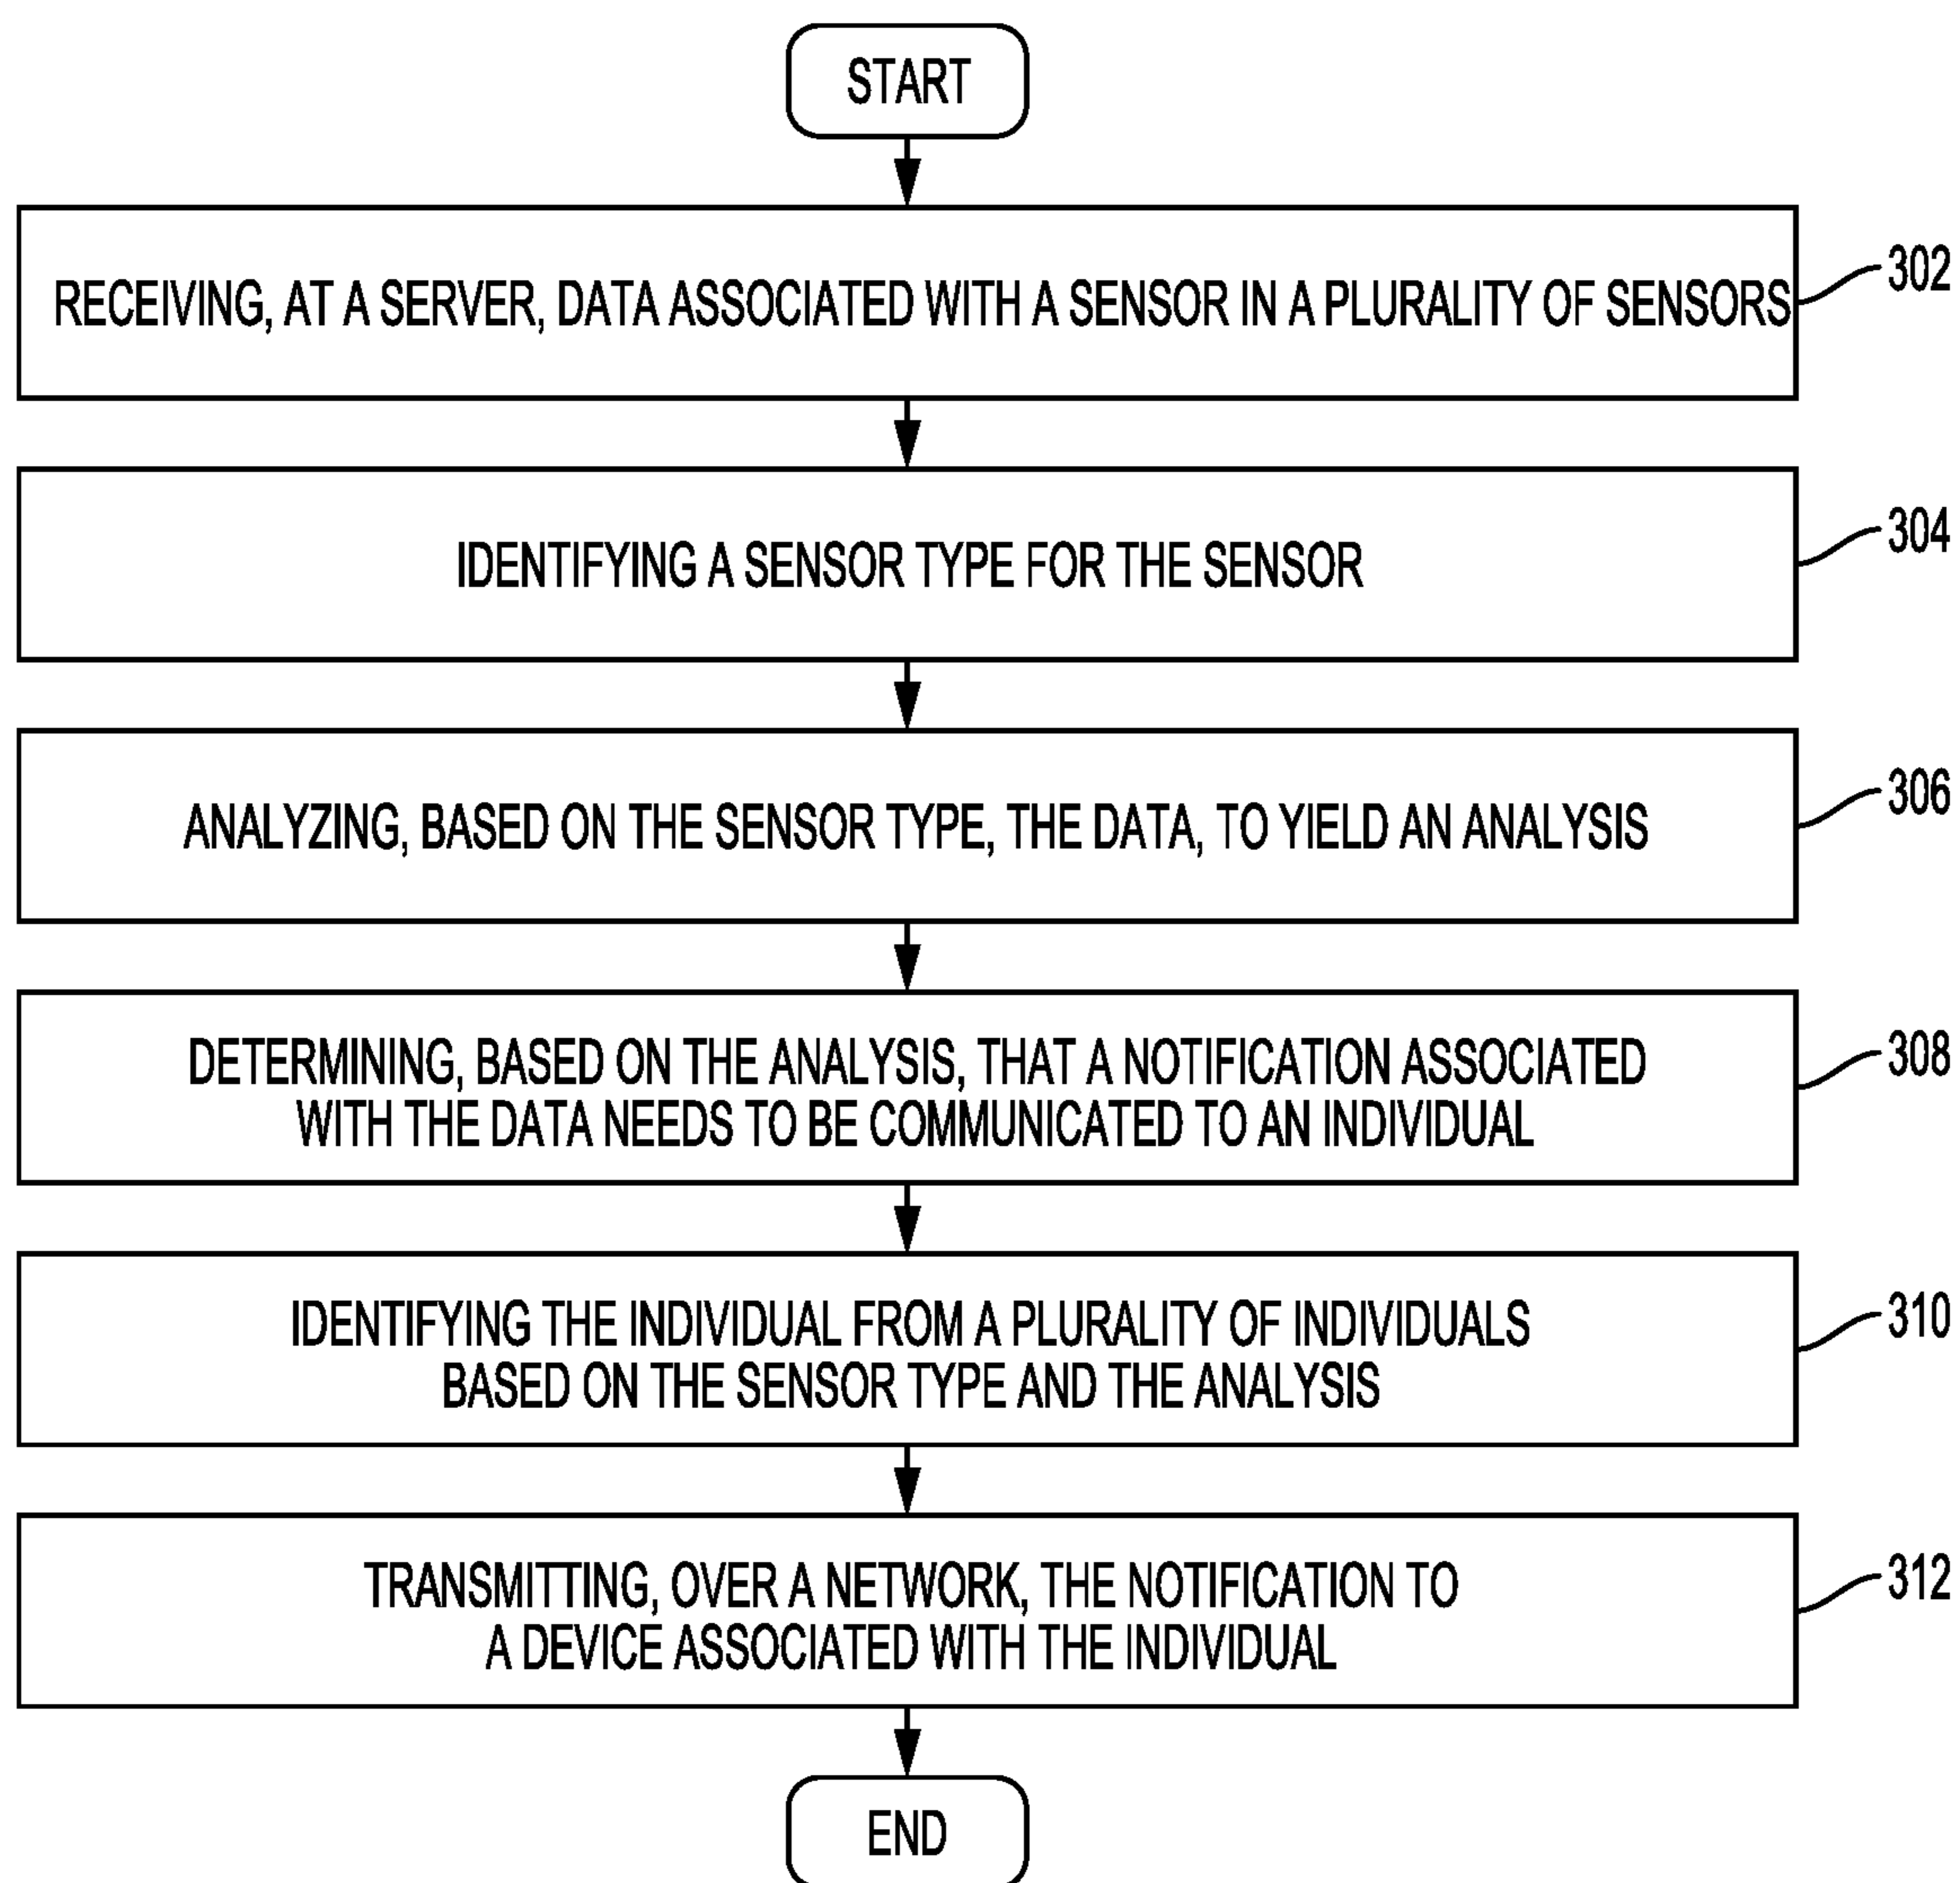 START
RECEIVING, AT A SERVER, DATA ASSOCIATED WITH A SENSOR IN A PLURALITY OF SENSORS
302
IDENTIFYING A SENSOR TYPE FOR THE SENSOR
304
ANALYZING, BASED ON THE SENSOR TYPE, THE DATA, TO YIELD AN ANALYSIS
306
DETERMINING, BASED ON THE ANALYSIS, THAT A NOTIFICATION ASSOCIATED
WITH THE DATA NEEDS TO BE COMMUNICATED TO AN INDIVIDUAL
308
IDENTIFYING THE INDIVIDUAL FROM A PLURALITY OF INDIVIDUALS
BASED ON THE SENSOR TYPE AND THE ANALYSIS
310
TRANSMITTING, OVER A NETWORK, THE NOTIFICATION TO
A DEVICE ASSOCIATED WITH THE INDIVIDUAL
312
END